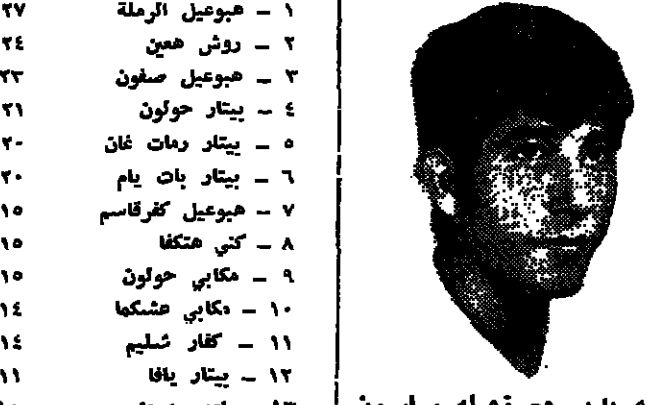 ١ ـ هبوعيل الرملة ٢٧
٢ ـ روش هعين ٢٤
٣ ـ هبوعيل صفون ٢٣
٤ ـ بيتار حولون ٢١
٥ ـ بيتار رمات غان ٢٠
٦ ـ بيتار بات يام ٢٠
٧ ـ هبوعيل كفرقاسم ١٥
٨ ـ كني هتكفا ١٥
٩ ـ مكابي حولون ١٥
١٠ ـ مكابي عشكما ١٤
١١ ـ كفار شليم ١٤
١٢ ـ بيتار يافا ١١